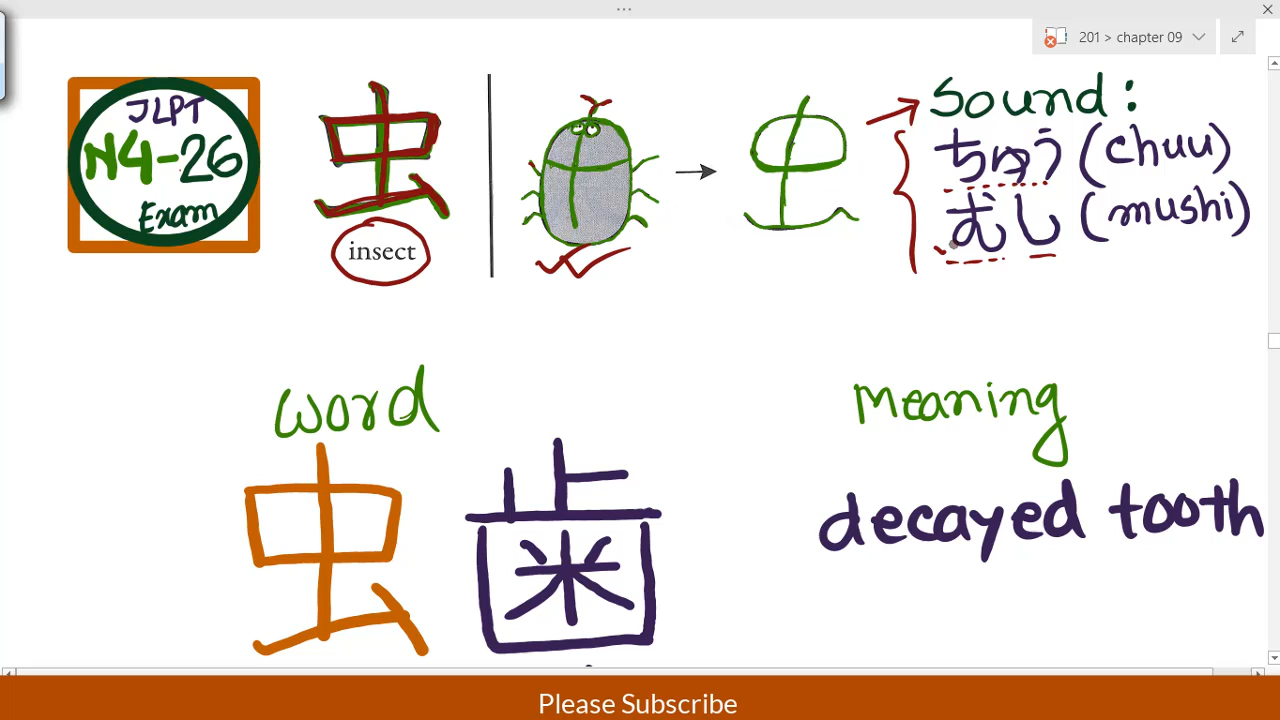 201 > chapter 09
JLPT
N4-26
Exam
虫
insect
虫
Sound:
ちゅう (chuu)
むし (mushi)
word
Meaning
虫歯
decayed tooth
Please Subscribe